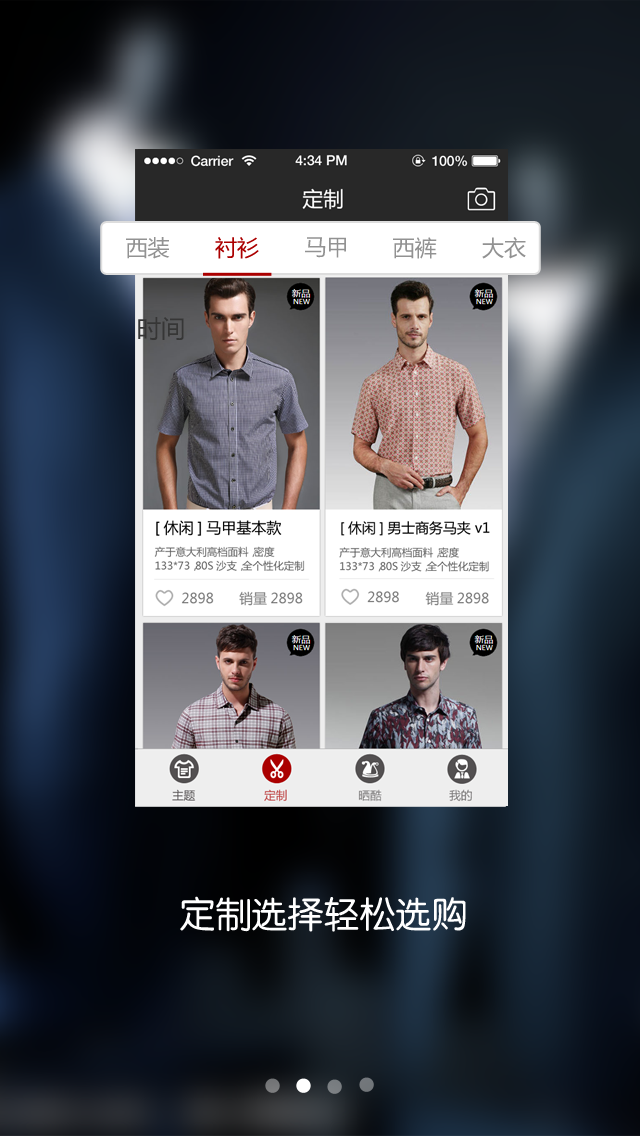 Carrier 4:34 PM 100%
定制
西装 衬衫 马甲 西裤 大衣
新品
NEW
新品
NEW
时间
[ 休闲 ] 马甲基本款
产于意大利高档面料 ,密度
133*73 ,80S 沙支 ,全个性化定制
2898 销量 2898
[ 休闲 ] 男士商务马夹 v1
产于意大利高档面料 ,密度
133*73 ,80S 沙支 ,全个性化定制
2898 销量 2898
新品
NEW
新品
NEW
主题 定制 晒酷 我的
定制选择轻松选购